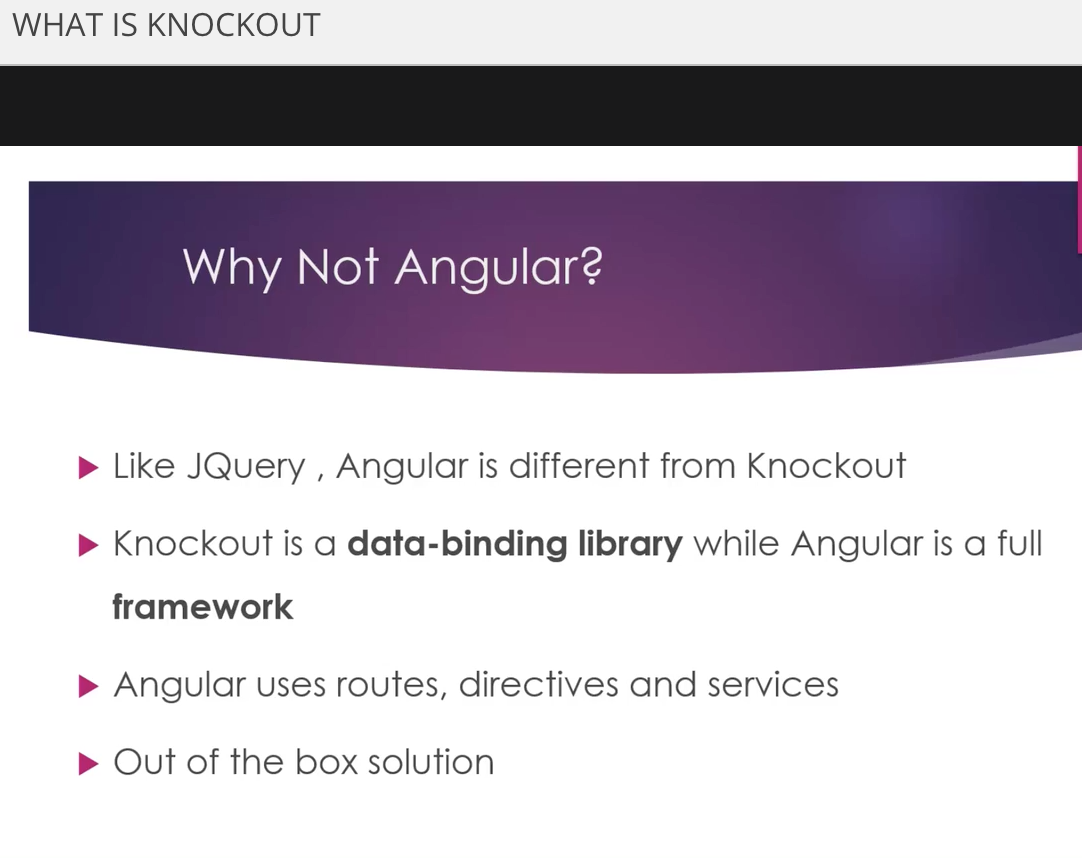 WHAT IS KNOCKOUT
Why Not Angular?
Like JQuery , Angular is different from Knockout
Knockout is a data-binding library while Angular is a full
framework
Angular uses routes, directives and services
Out of the box solution